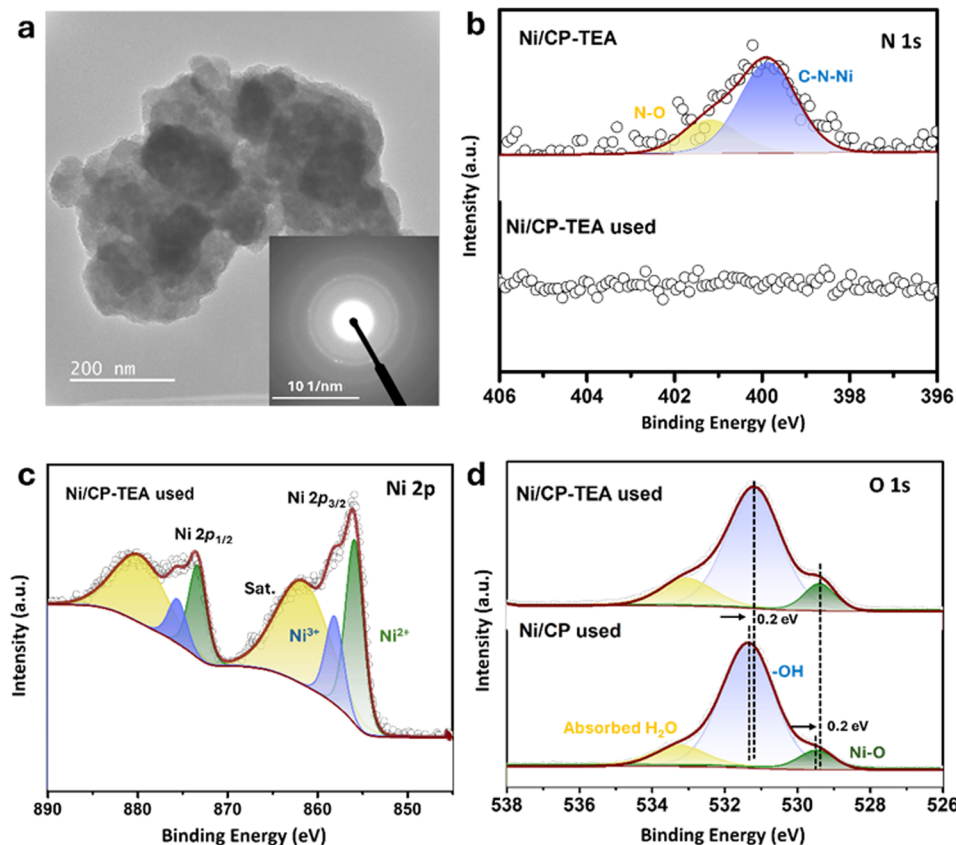 a
200 nm
10 1/nm
b
Ni/CP-TEA
N 1s
C-N-Ni
N-O
Ni/CP-TEA used
Intensity (a.u.)
406 404 402 400 398 396
Binding Energy (eV)
c
Ni/CP-TEA used
Ni 2p
Ni 2p3/2
Ni 2p1/2
Sat.
Ni3+
Ni2+
Intensity (a.u.)
890 880 870 860 850
Binding Energy (eV)
d
Ni/CP-TEA used
O 1s
0.2 eV
Ni/CP used
-OH
0.2 eV
Absorbed H2O
Ni-O
Intensity (a.u.)
538 536 534 532 530 528 526
Binding Energy (eV)